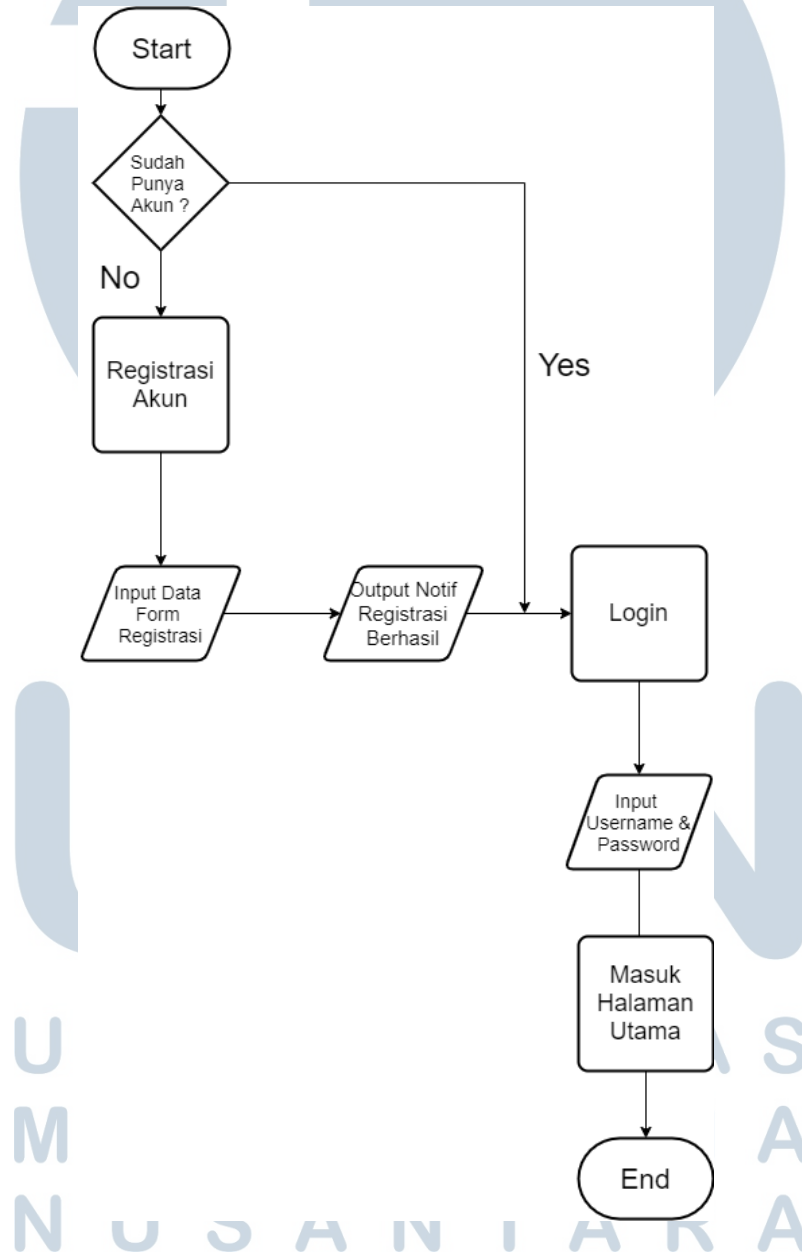 Start
Sudah
Punya
Akun ?
No
Yes
Registrasi
Akun
Input Data
Form
Registrasi
Output Notif
Registrasi
Berhasil
Login
Input
Username &
Password
Masuk
Halaman
Utama
End
U S
M A
N U S A N T A R A